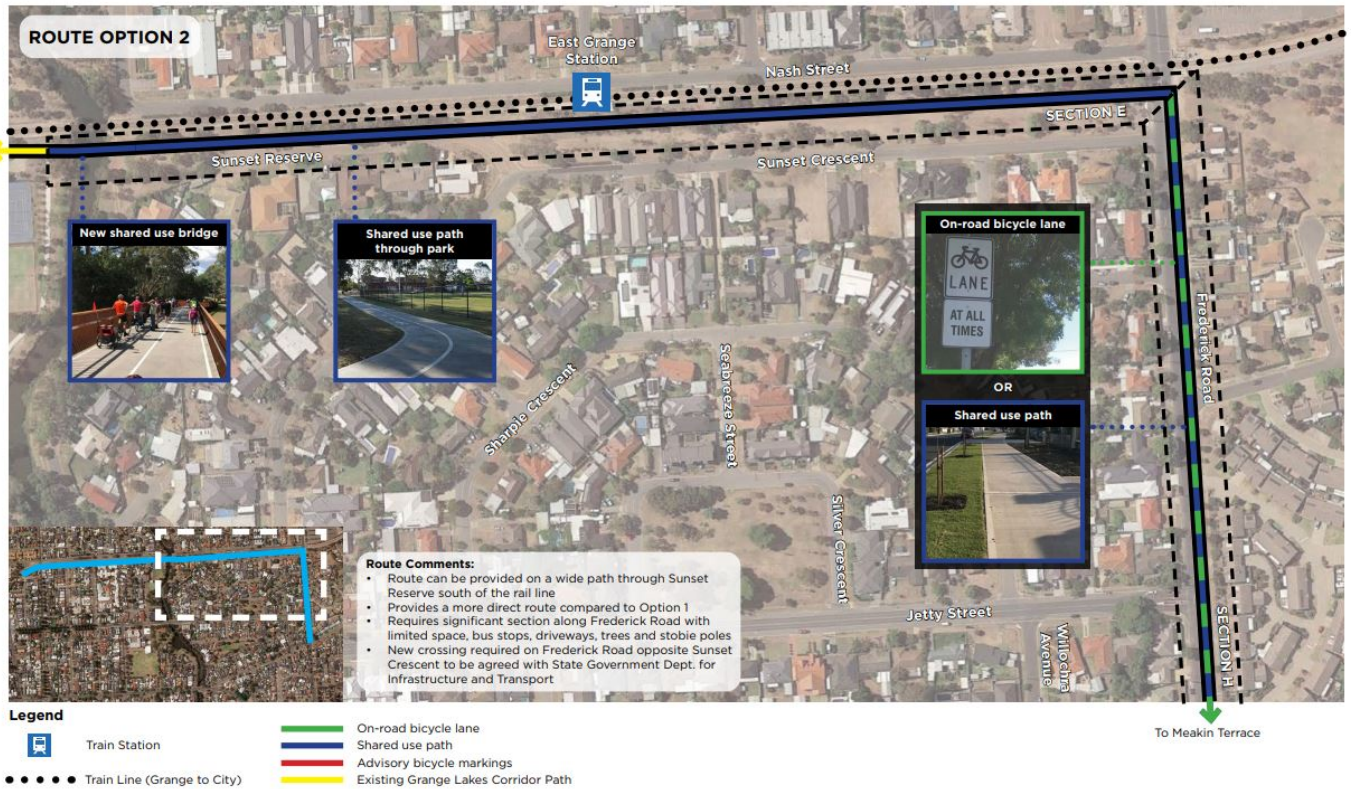 ROUTE OPTION 2
East Grange
Station
Nash Street
SECTION E
Sunset Reserve
Sunset Crescent
New shared use bridge
Shared use path
through park
On-road bicycle lane
LANE
AT ALL
TIMES
OR
Shared use path
Frederick Road
Sharpie Crescent
Seabreeze Street
Silver Crescent
Jetty Street
Willochra
Avenue
SECTION H
Route Comments:
• Route can be provided on a wide path through Sunset
Reserve south of the rail line
• Provides a more direct route compared to Option 1
• Requires significant section along Frederick Road with
limited space, bus stops, driveways, trees and stobie poles
• New crossing required on Frederick Road opposite Sunset
Crescent to be agreed with State Government Dept. for
Infrastructure and Transport
To Meakin Terrace
Legend
Train Station
Train Line (Grange to City)
On-road bicycle lane
Shared use path
Advisory bicycle markings
Existing Grange Lakes Corridor Path